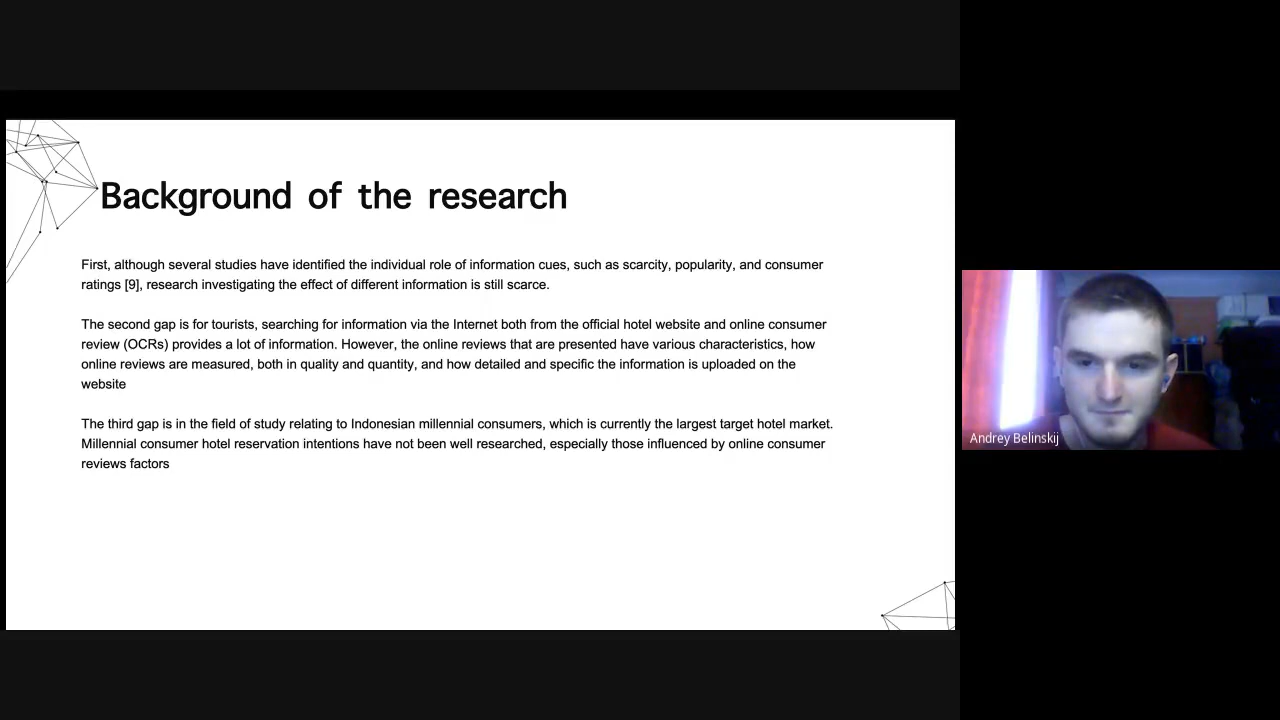 Background of the research
First, although several studies have identified the individual role of information cues, such as scarcity, popularity, and consumer
ratings [9], research investigating the effect of different information is still scarce.
The second gap is for tourists, searching for information via the Internet both from the official hotel website and online consumer
review (OCRs) provides a lot of information. However, the online reviews that are presented have various characteristics, how
online reviews are measured, both in quality and quantity, and how detailed and specific the information is uploaded on the
website
The third gap is in the field of study relating to Indonesian millennial consumers, which is currently the largest target hotel market.
Millennial consumer hotel reservation intentions have not been well researched, especially those influenced by online consumer
reviews factors
Andrey Belinskij